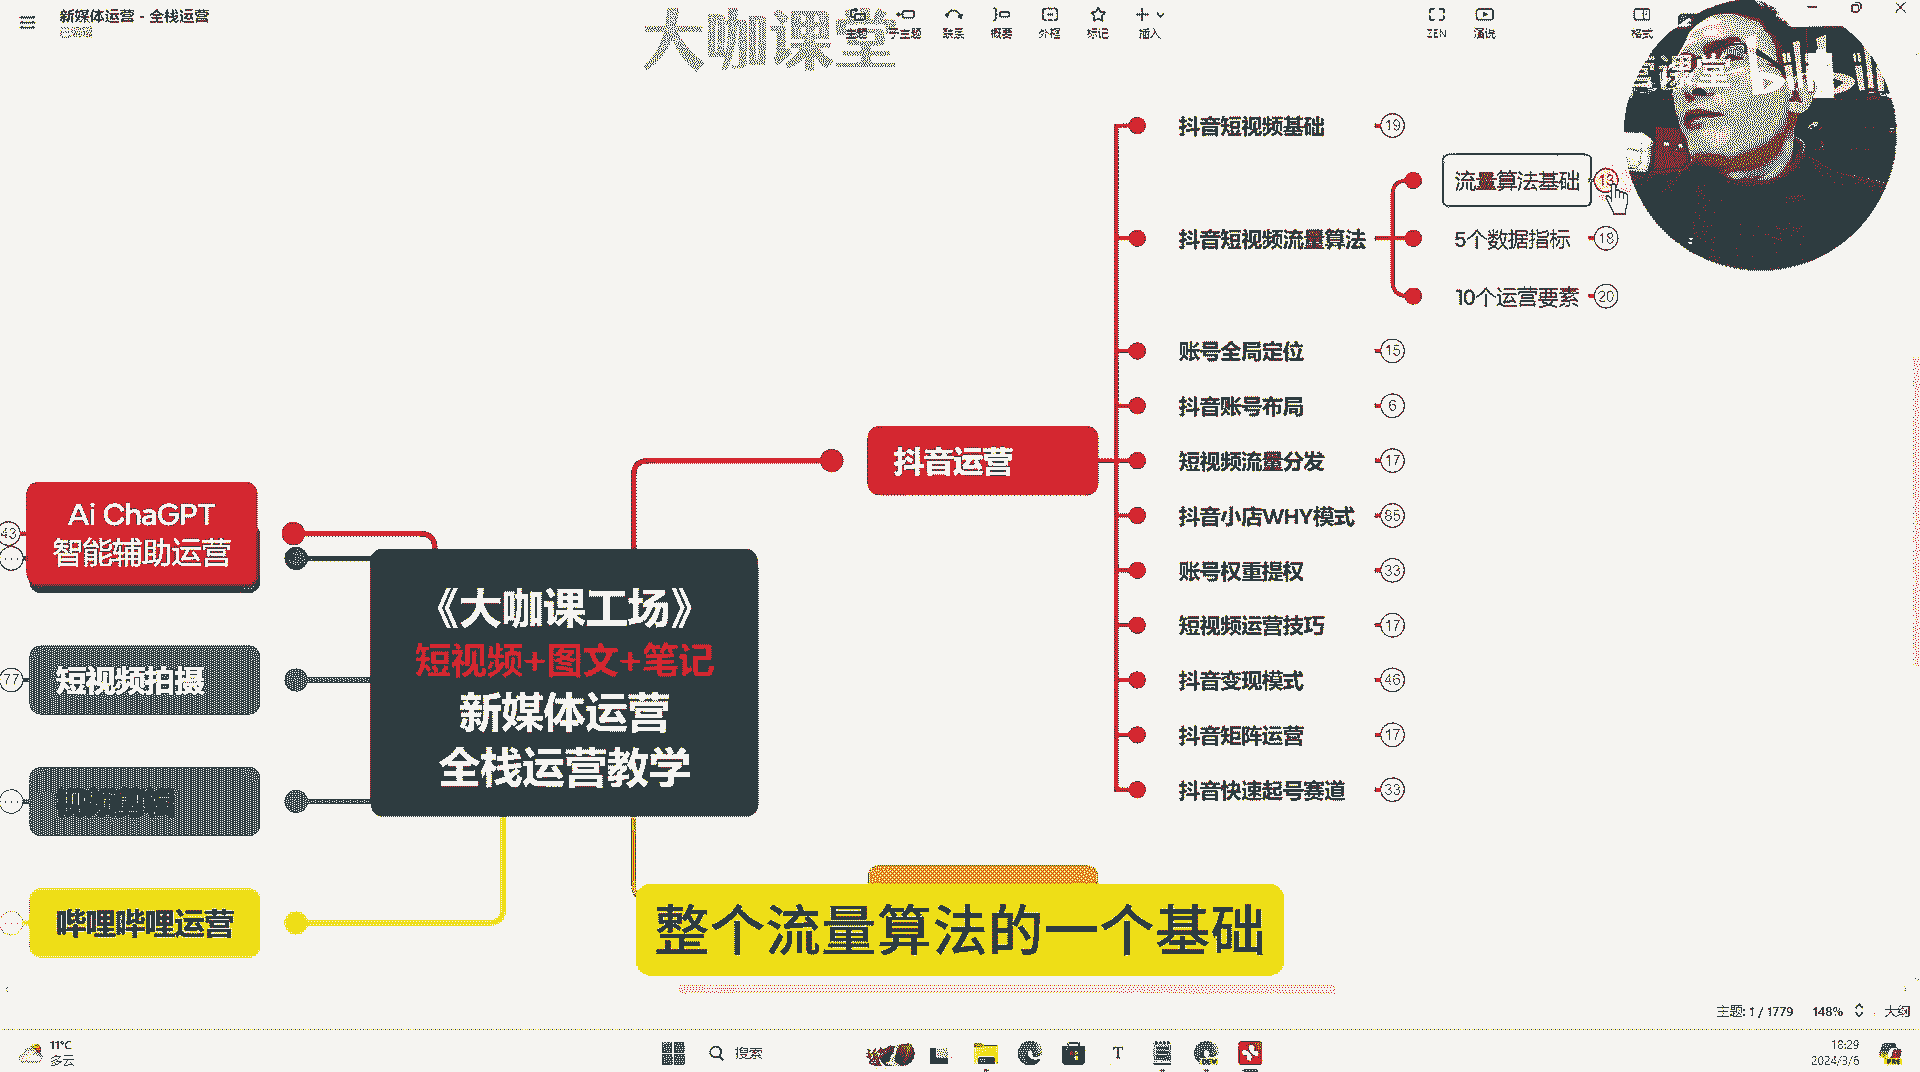 新媒体运营 - 全栈运营
大咖课堂
主题
子主题
联系
概要
外框
标记
插入
ZEN
演说
格式
课堂
bilibili
抖音短视频基础
19
流量算法基础
13
抖音短视频流量算法
5个数据指标
18
10个运营要素
20
账号全局定位
15
抖音账号布局
6
抖音运营
短视频流量分发
17
抖音小店WHY模式
85
账号权重提权
33
短视频运营技巧
17
抖音变现模式
46
抖音矩阵运营
17
抖音快速起号赛道
33
Ai ChaGPT
智能辅助运营
43
短视频拍摄
77
哔哩哔哩运营
《大咖课工场》
短视频+图文+笔记
新媒体运营
全栈运营教学
整个流量算法的一个基础
主题: 1 / 1779
148%
大纲
11°C
多云
搜索
18:29
2024/3/6